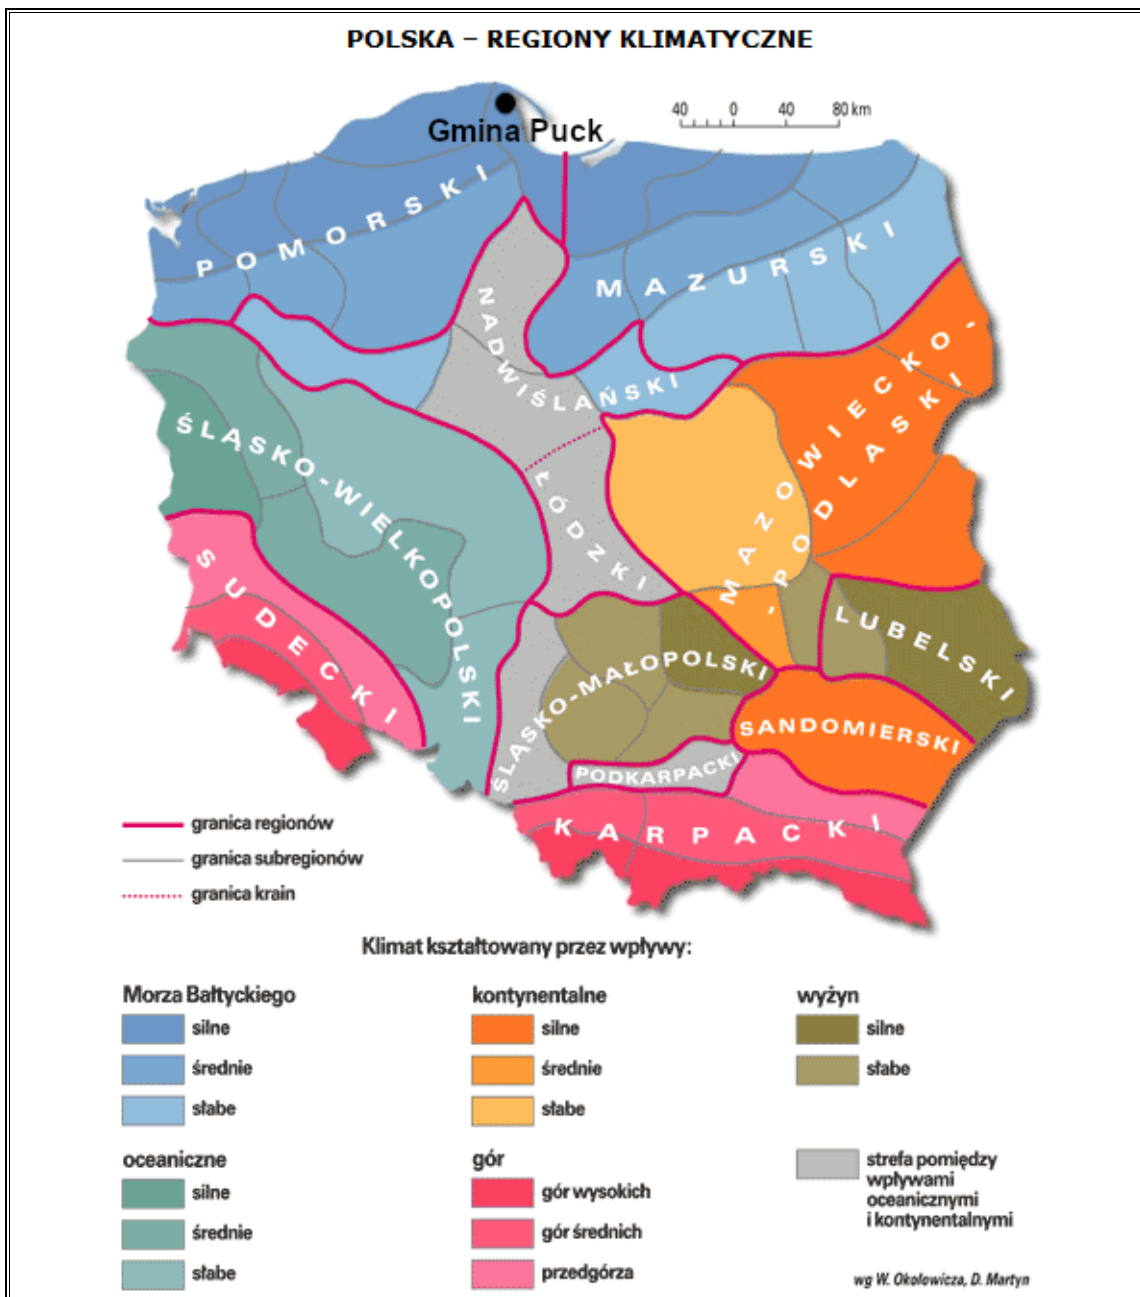 POLSKA – REGIONY KLIMATYCZNE
40 0 40 80 km
Gmina Puck
POMORSKI
MAZURSKI
NADWIŚLAŃSKI
MAZOWIECKO-
-PODLASKI
ŚLĄSKO-WIELKOPOLSKI
ŁÓDZKI
SUDECKI
LUBELSKI
ŚLĄSKO-MAŁOPOLSKI
SANDOMIERSKI
PODKARPACKI
KARPACKI
granica regionów
granica subregionów
granica krain
Klimat kształtowany przez wpływy:
Morza Bałtyckiego
silne
średnie
słabe
kontynentalne
silne
średnie
słabe
wyżyn
silne
słabe
oceaniczne
silne
średnie
słabe
gór
gór wysokich
gór średnich
przedgórza
strefa pomiędzy
wpływami
oceanicznymi
i kontynentalnymi
wg W. Okołowicza, D. Martyn